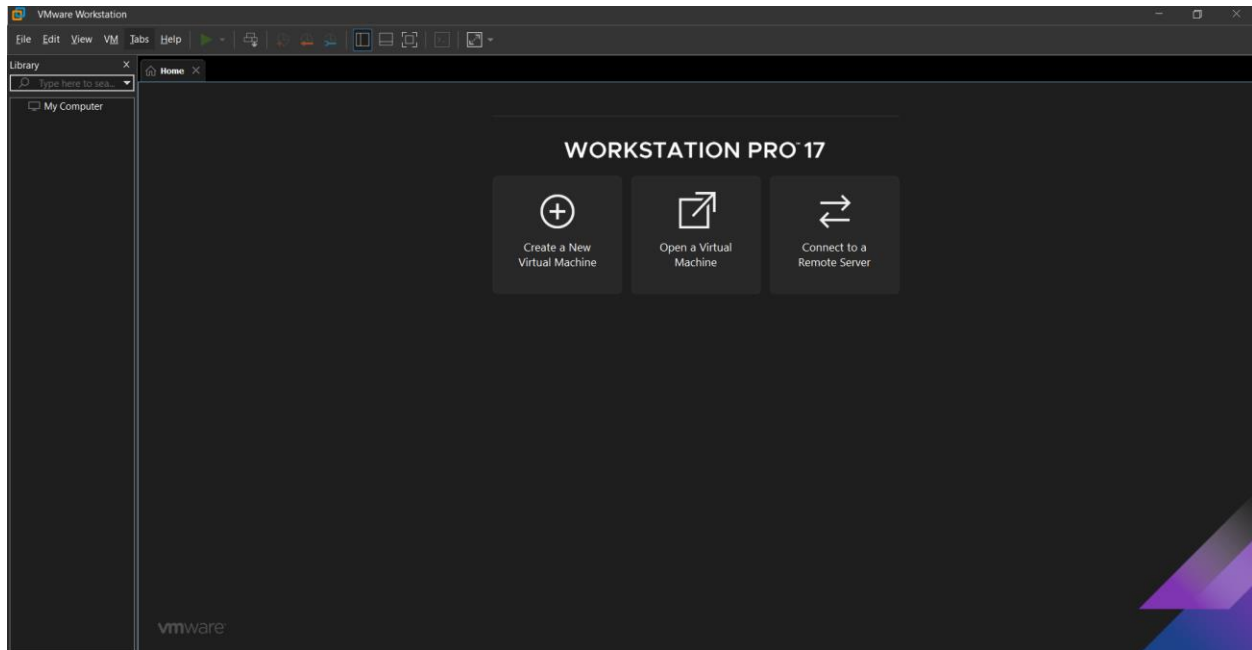 VMware Workstation
File Edit View VM Tabs Help
Library X
Home
Type here to sea...
My Computer
WORKSTATION PRO™ 17
Create a New
Virtual Machine
Open a Virtual
Machine
Connect to a
Remote Server
vmware